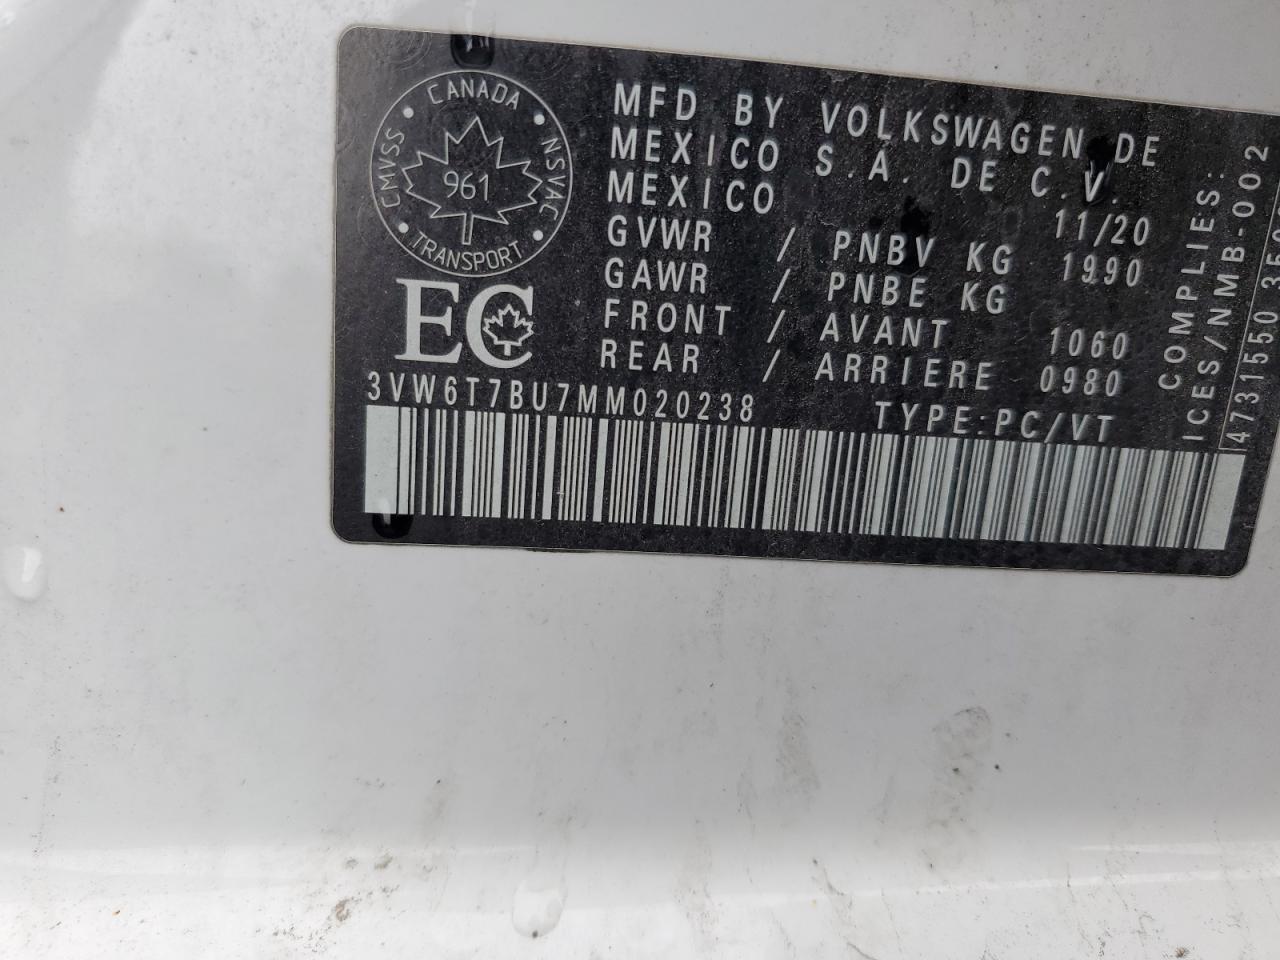 CANADA
CMVSS
NSVAC
961
TRANSPORT
EC
MFD BY VOLKSWAGEN DE
MEXICO S.A. DE C.V.
MEXICO 11/20
GVWR / PNBV KG 1990
GAWR / PNBE KG
FRONT / AVANT 1060
REAR / ARRIERE 0980
3VW6T7BU7MM020238 TYPE:PC/VT
COMPLIES:
ICES/NMB-002
4731550